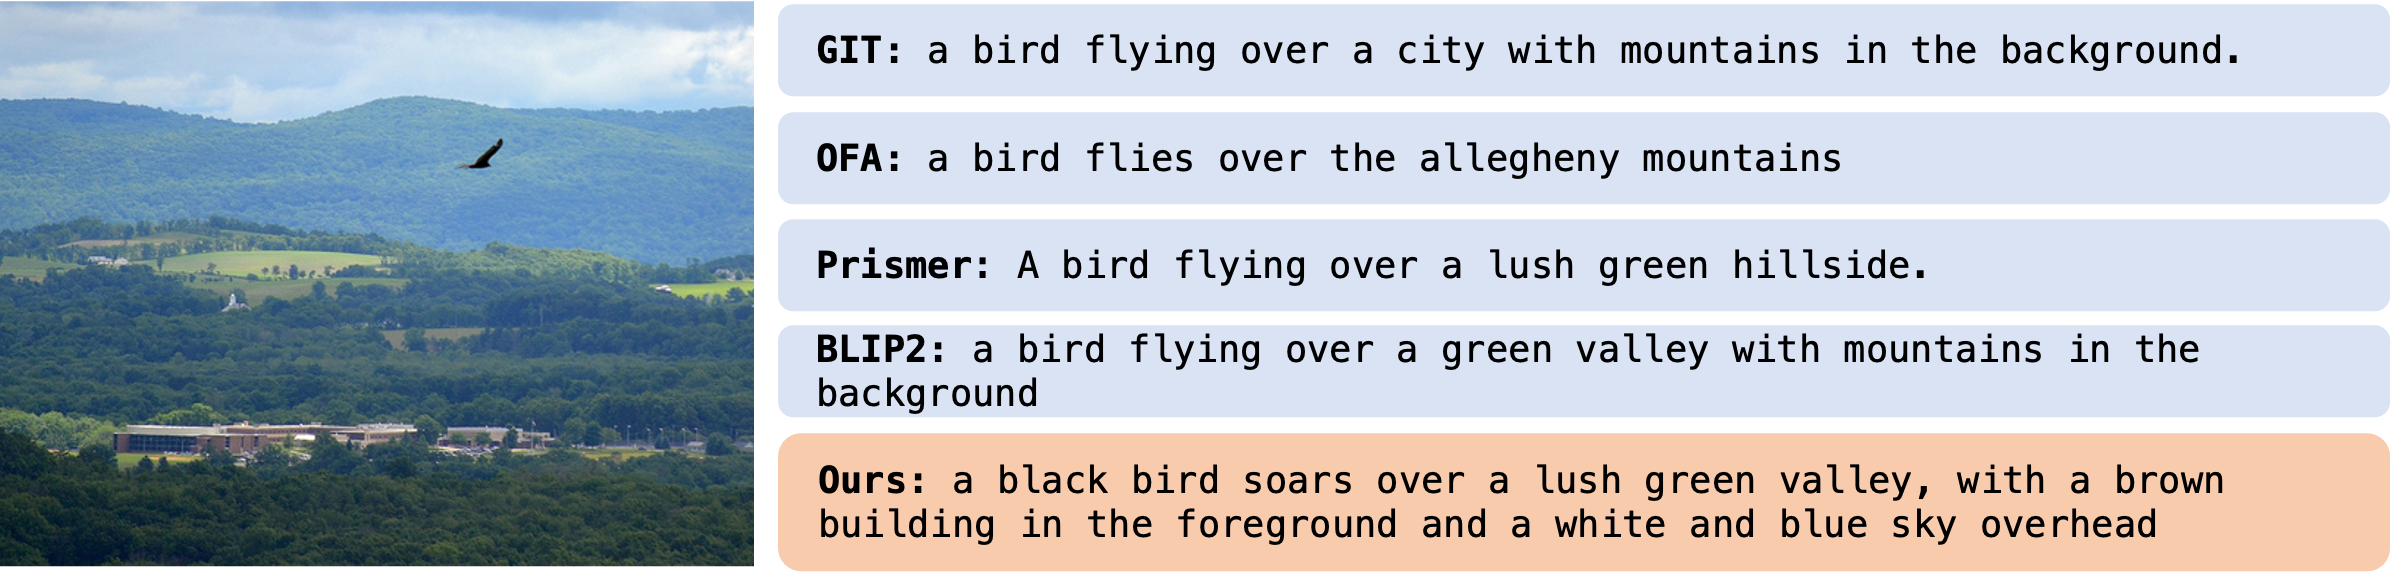 GIT: a bird flying over a city with mountains in the background.
OFA: a bird flies over the allegheny mountains
Prismer: A bird flying over a lush green hillside.
BLIP2: a bird flying over a green valley with mountains in the
background
Ours: a black bird soars over a lush green valley, with a brown
building in the foreground and a white and blue sky overhead